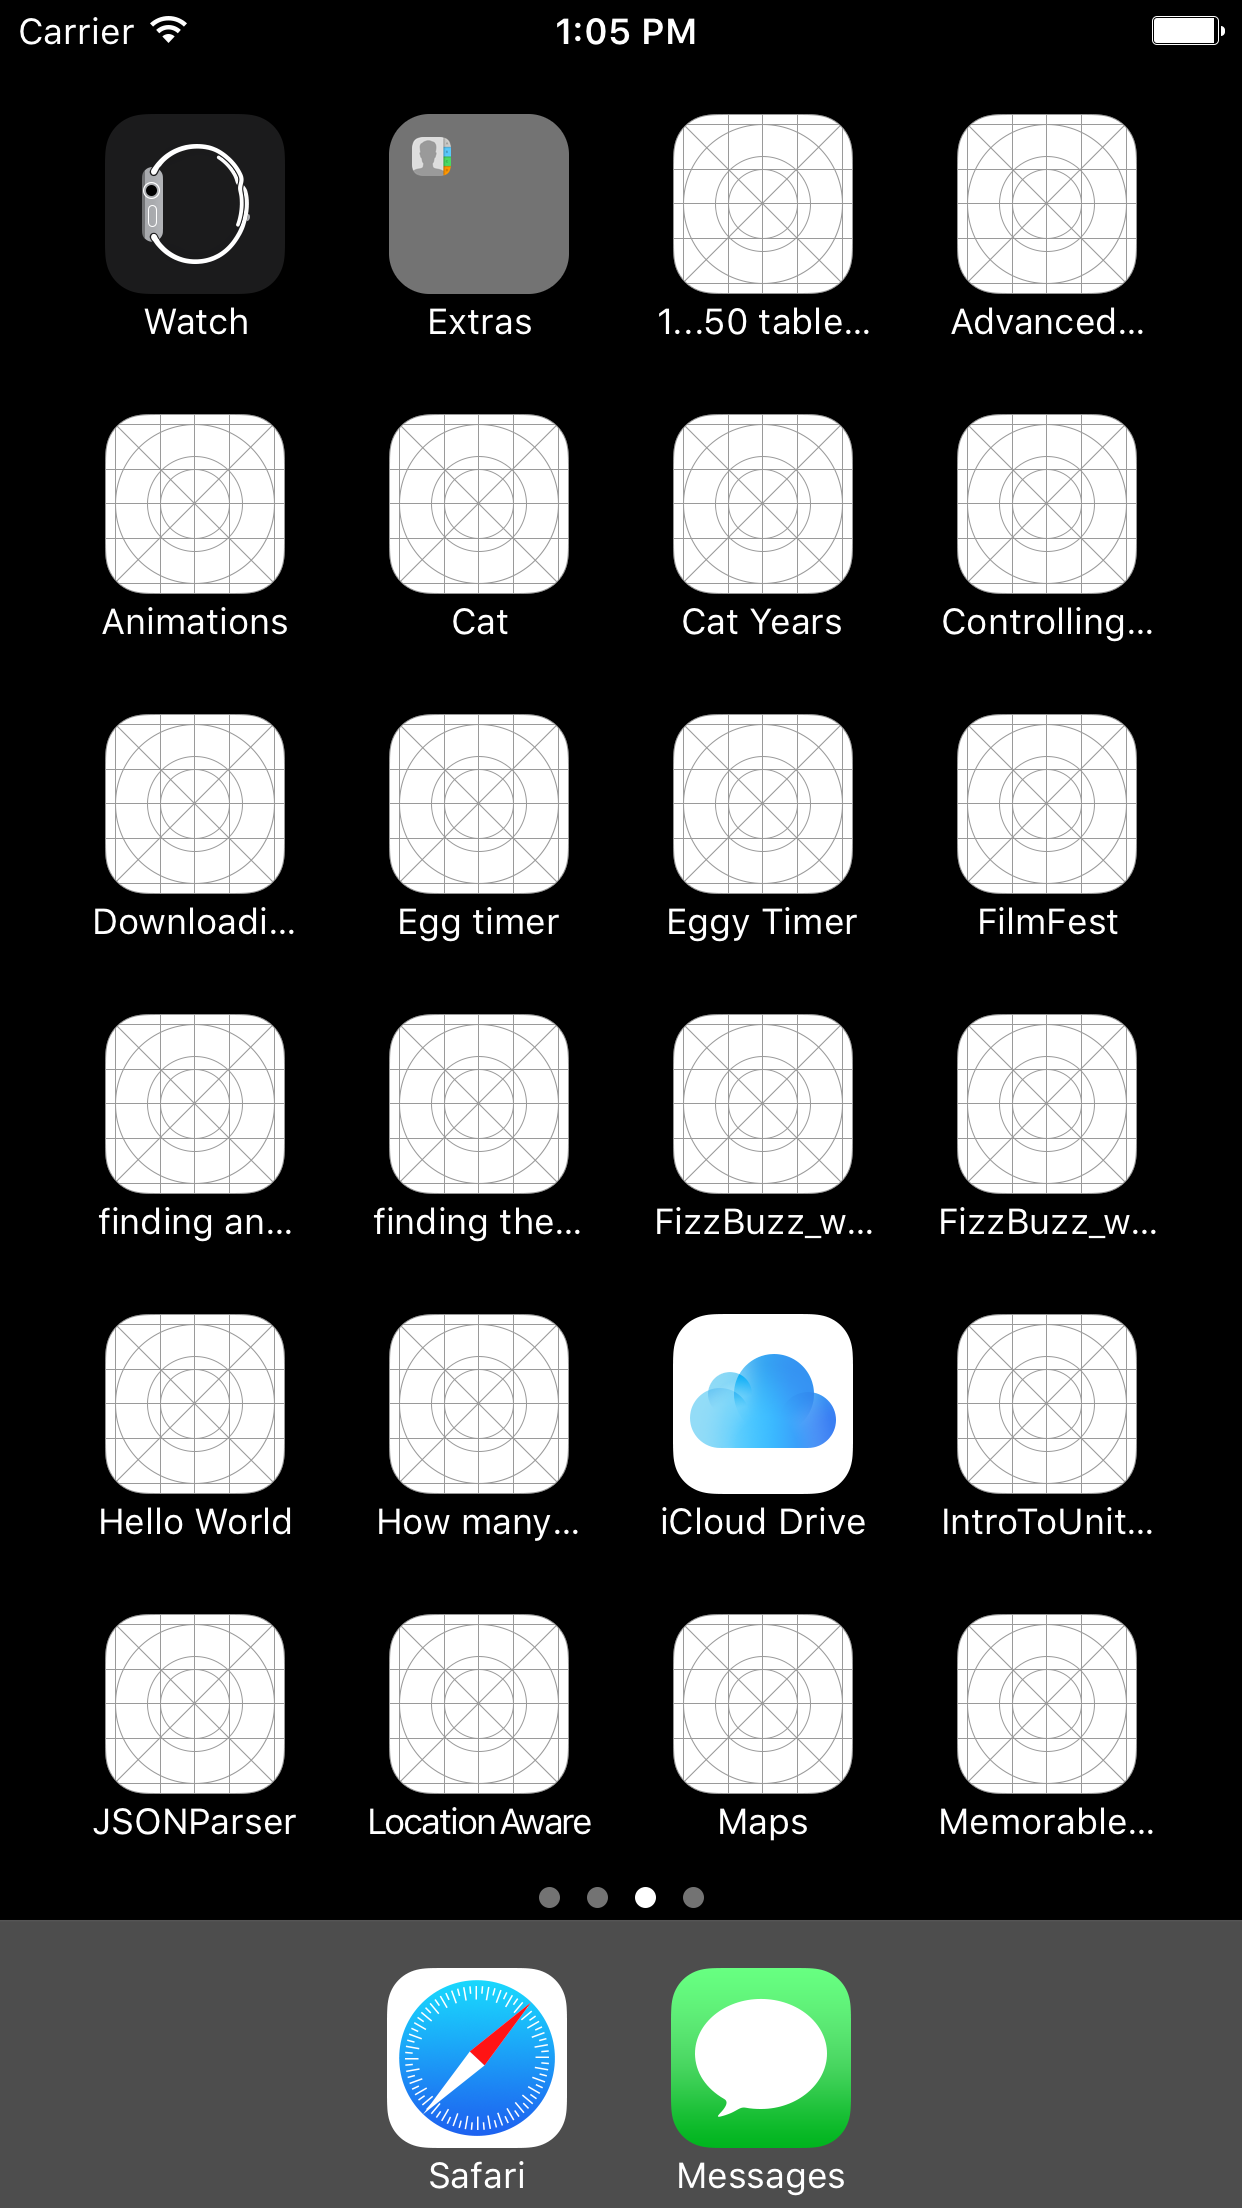 Carrier 1:05 PM
Watch Extras 1...50 table... Advanced...
Animations Cat Cat Years Controlling...
Downloadi... Egg timer Eggy Timer FilmFest
finding an... finding the... FizzBuzz_w... FizzBuzz_w...
Hello World How many... iCloud Drive IntroToUnit...
JSONParser LocationAware Maps Memorable...
Safari Messages